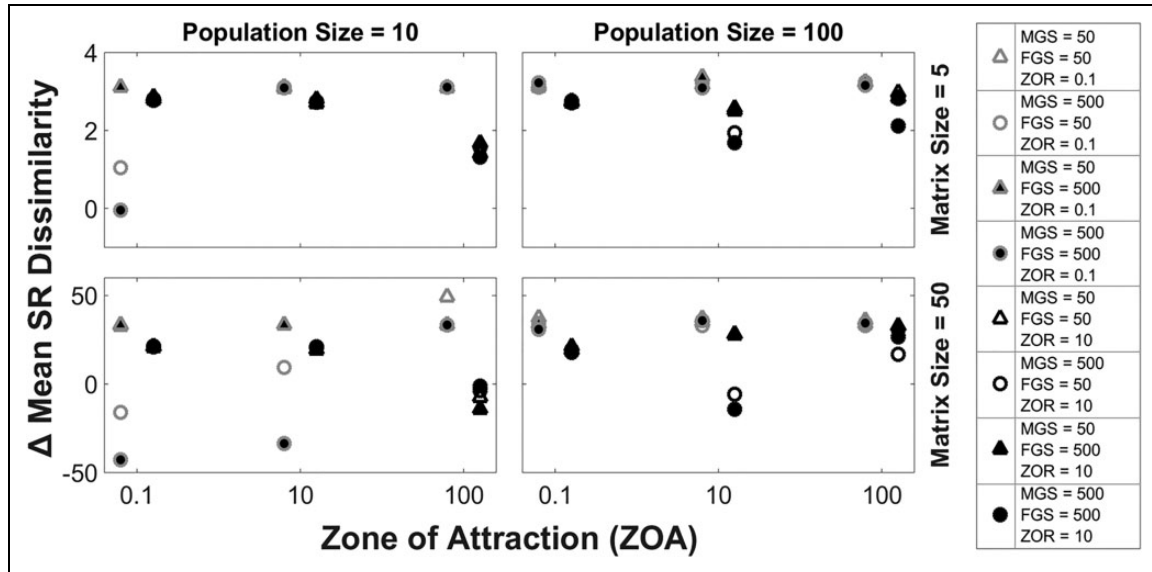 Population Size = 10
Population Size = 100
4
2
0
Matrix Size = 5
Δ Mean SR Dissimilarity
50
0
-50
Matrix Size = 50
0.1
10
100
0.1
10
100
Zone of Attraction (ZOA)
MGS = 50
FGS = 50
ZOR = 0.1
MGS = 500
FGS = 50
ZOR = 0.1
MGS = 50
FGS = 500
ZOR = 0.1
MGS = 500
FGS = 500
ZOR = 0.1
MGS = 50
FGS = 50
ZOR = 10
MGS = 500
FGS = 50
ZOR = 10
MGS = 50
FGS = 500
ZOR = 10
MGS = 500
FGS = 500
ZOR = 10